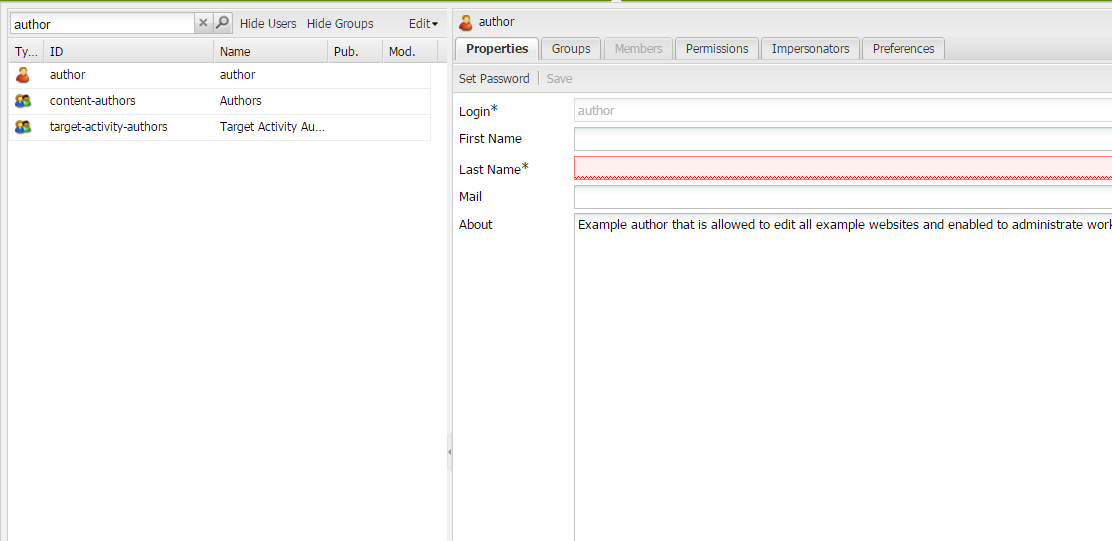 author Hide Users Hide Groups Edit
Ty... ID Name Pub. Mod.
author author
content-authors Authors
target-activity-authors Target Activity Au...
author
Properties Groups Members Permissions Impersonators Preferences
Set Password Save
Login* author
First Name
Last Name*
Mail
About Example author that is allowed to edit all example websites and enabled to administrate work